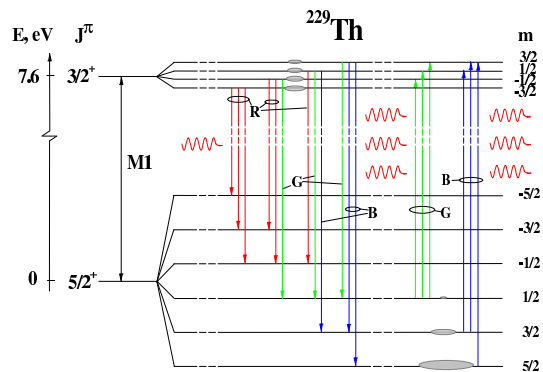 ²²⁹Th
E, eV
J^π
m
7.6
3/2⁺
3/2
1/2
-1/2
-3/2
R
M1
G
B
G
B
-5/2
-3/2
-1/2
0
5/2⁺
1/2
3/2
5/2